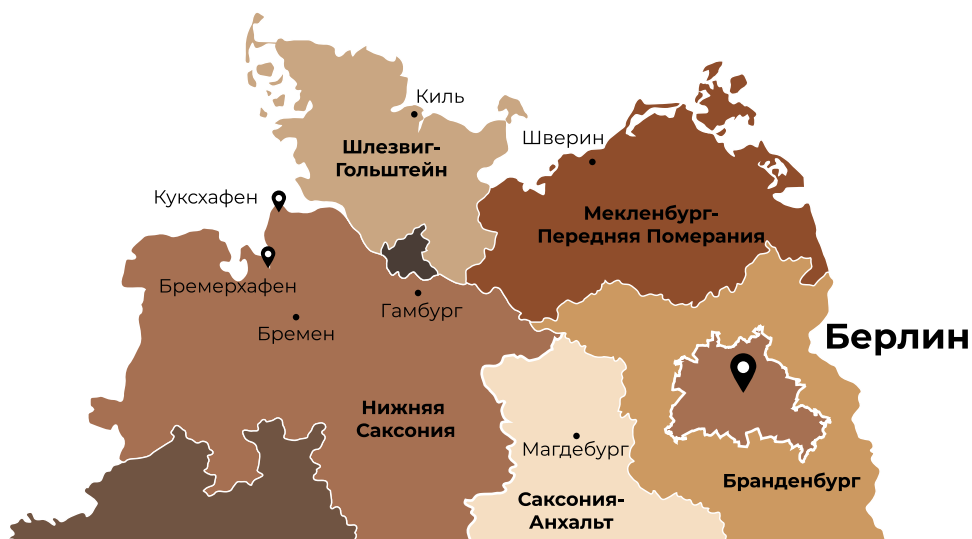 Киль
Шверин
Шлезвиг-
Гольштейн
Куксхафен
Мекленбург-
Передняя Померания
Бремерхафен
Гамбург
Бремен
Берлин
Нижняя
Саксония
Магдебург
Бранденбург
Саксония-
Анхальт